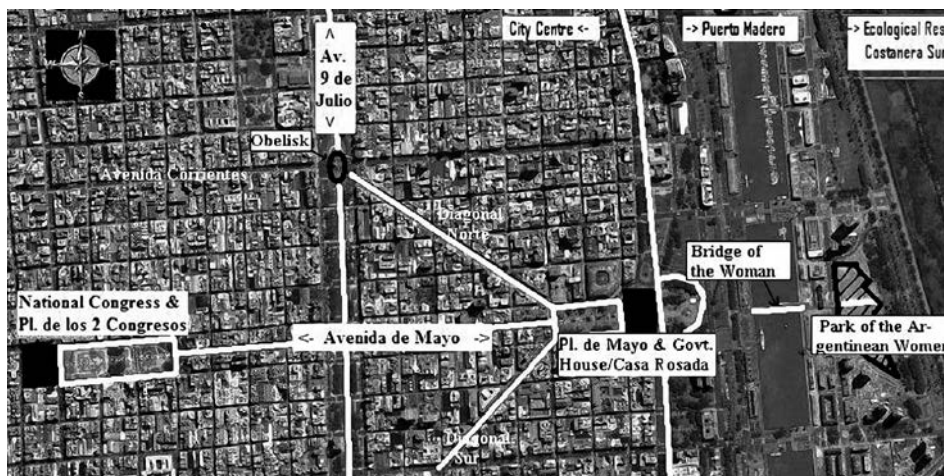 N
W
E
S
^
Av.
9 de
Julio
v
City Centre <-
-> Puerto Madero
-> Ecological Res
Costanera Sur
Obelisk
Avenida Corrientes
Diagonal
Norte
Bridge of
the Woman
National Congress &
Pl. de los 2 Congresos
<- Avenida de Mayo ->
Pl. de Mayo & Govt.
House/Casa Rosada
Park of the Ar-
gentinean Women
Diagonal
Sur